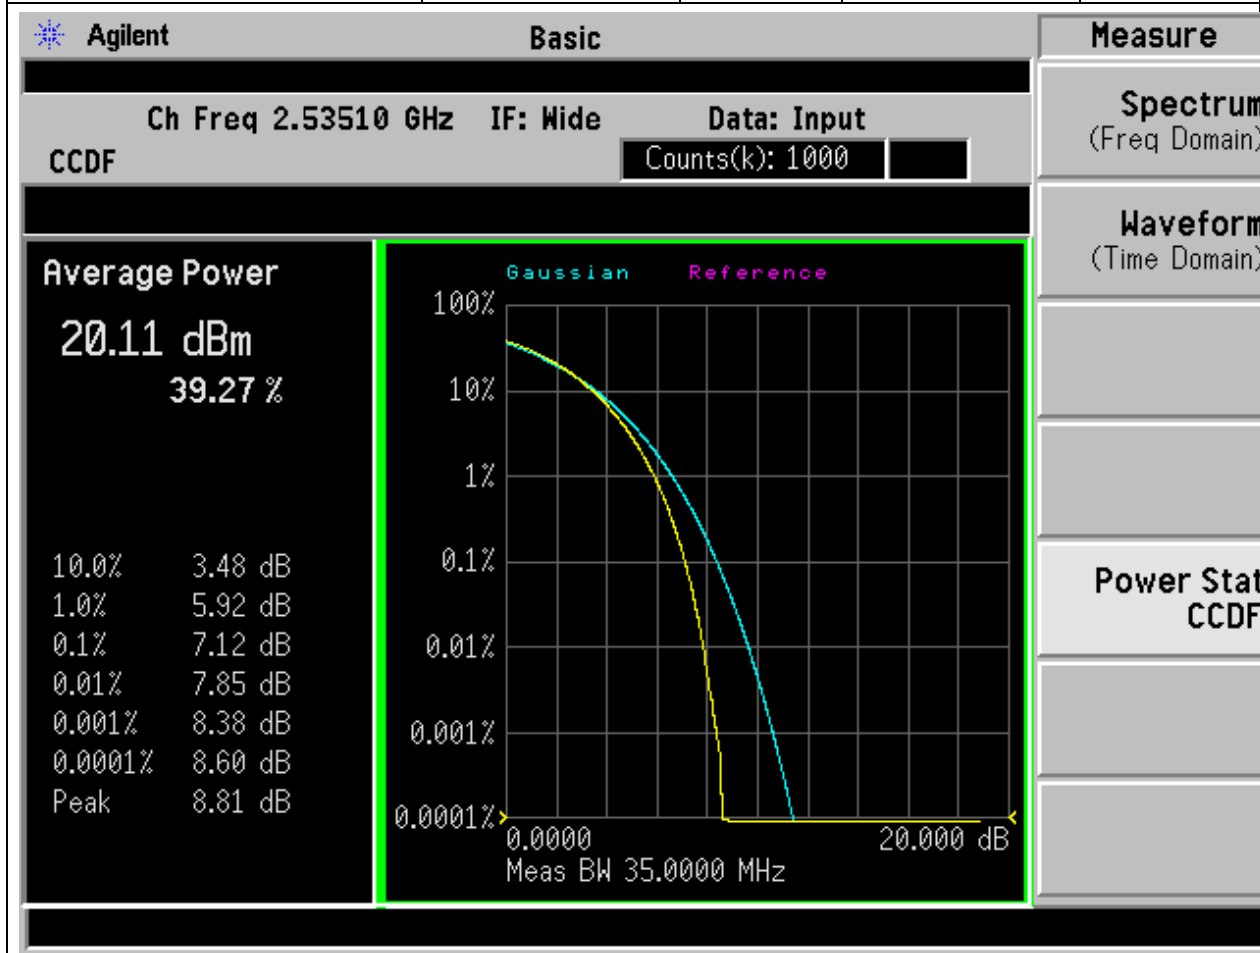 Agilent
Basic
Measure
Ch Freq 2.53510 GHz IF: Wide Data: Input
CCDF
Counts(k): 1000
Spectrum
(Freq Domain)
Waveform
(Time Domain)
Power Stat
CCDF
Average Power
20.11 dBm
39.27 %
10.0% 3.48 dB
1.0% 5.92 dB
0.1% 7.12 dB
0.01% 7.85 dB
0.001% 8.38 dB
0.0001% 8.60 dB
Peak 8.81 dB
Gaussian Reference
100%
10%
1%
0.1%
0.01%
0.001%
0.0001%
0.0000 20.000 dB
Meas BW 35.0000 MHz